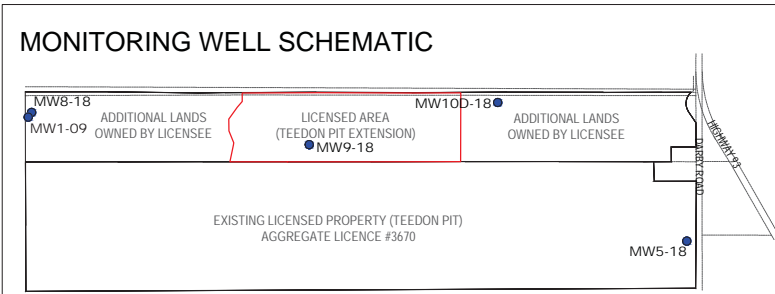 MONITORING WELL SCHEMATIC
MW8-18
MW1-09
ADDITIONAL LANDS
OWNED BY LICENSEE
LICENSED AREA
(TEEDON PIT EXTENSION)
MW9-18
MW10D-18
ADDITIONAL LANDS
OWNED BY LICENSEE
HIGHWAY 93
DARBY ROAD
EXISTING LICENSED PROPERTY (TEEDON PIT)
AGGREGATE LICENCE #3670
MW5-18